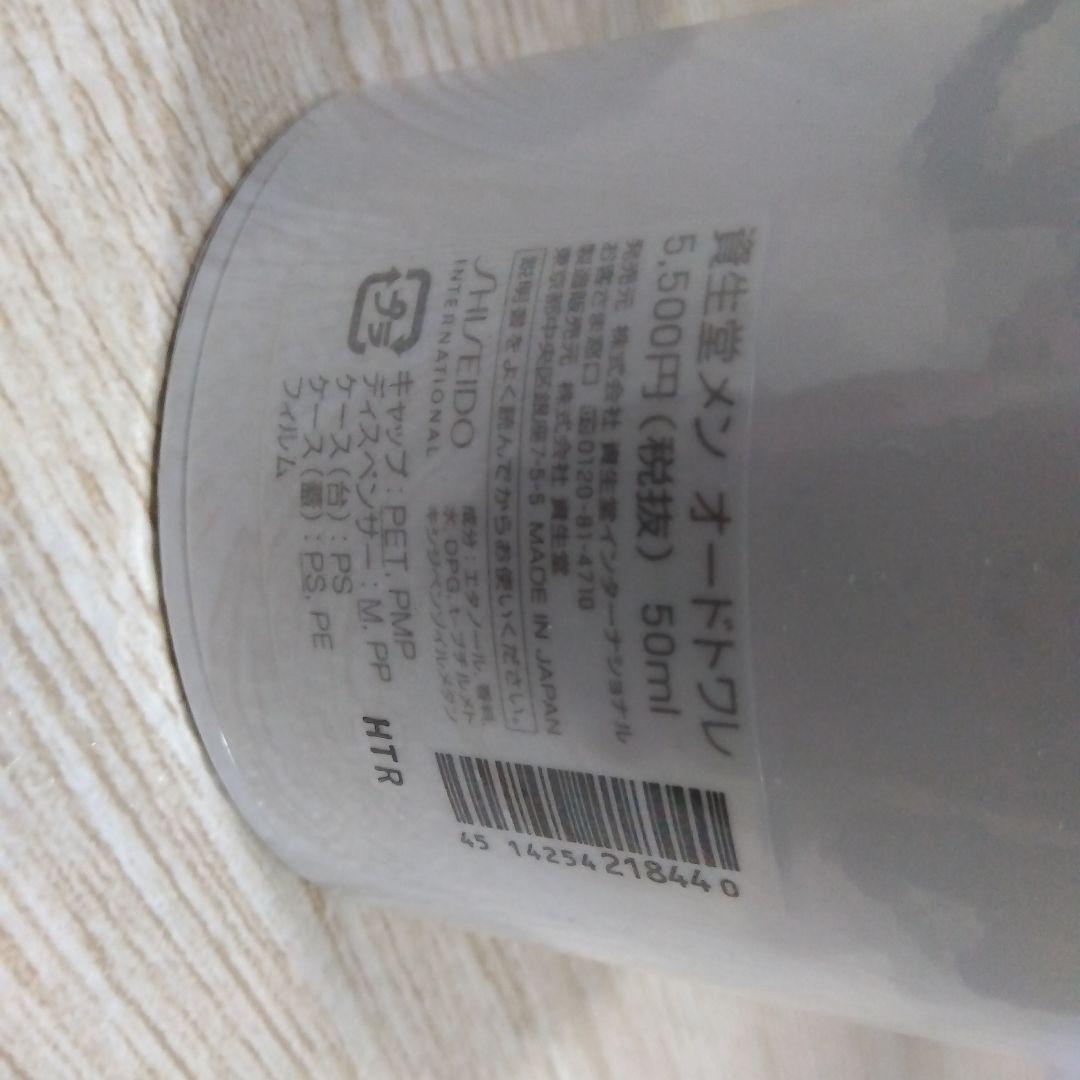 資生堂メン オードトワレ
5,500円(税抜) 50ml
発売元 株式会社 資生堂インターナショナル
お客さま窓口 0120-81-4710
製造販売元 株式会社 資生堂
東京都中央区銀座7-5-5 MADE IN JAPAN
説明書をよく読んでからお使いください。
SHISEIDO
INTERNATIONAL
成分:エタノール、香料、
水、DPG、t-ブチルメト
キシジベンゾイルメタン
キャップ:PET, PMP
ディスペンサー:M, PP
ケース(台):PS
ケース(蓋):PS, PE
フィルム
プラ
HTR
45 14254218440